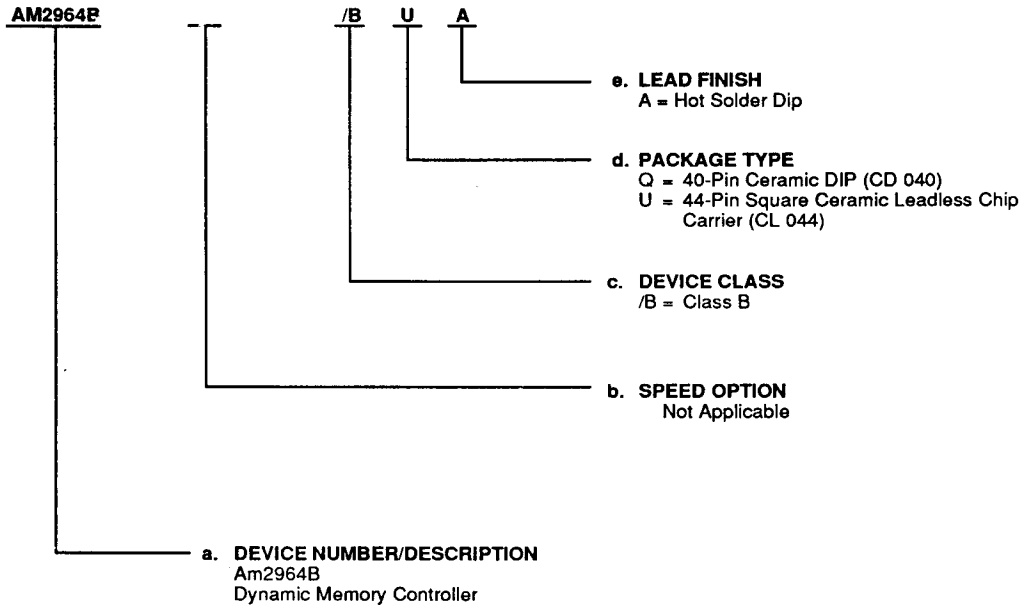 AM2964B /B U A
e. LEAD FINISH
A = Hot Solder Dip
d. PACKAGE TYPE
Q = 40-Pin Ceramic DIP (CD 040)
U = 44-Pin Square Ceramic Leadless Chip
Carrier (CL 044)
c. DEVICE CLASS
/B = Class B
b. SPEED OPTION
Not Applicable
a. DEVICE NUMBER/DESCRIPTION
Am2964B
Dynamic Memory Controller